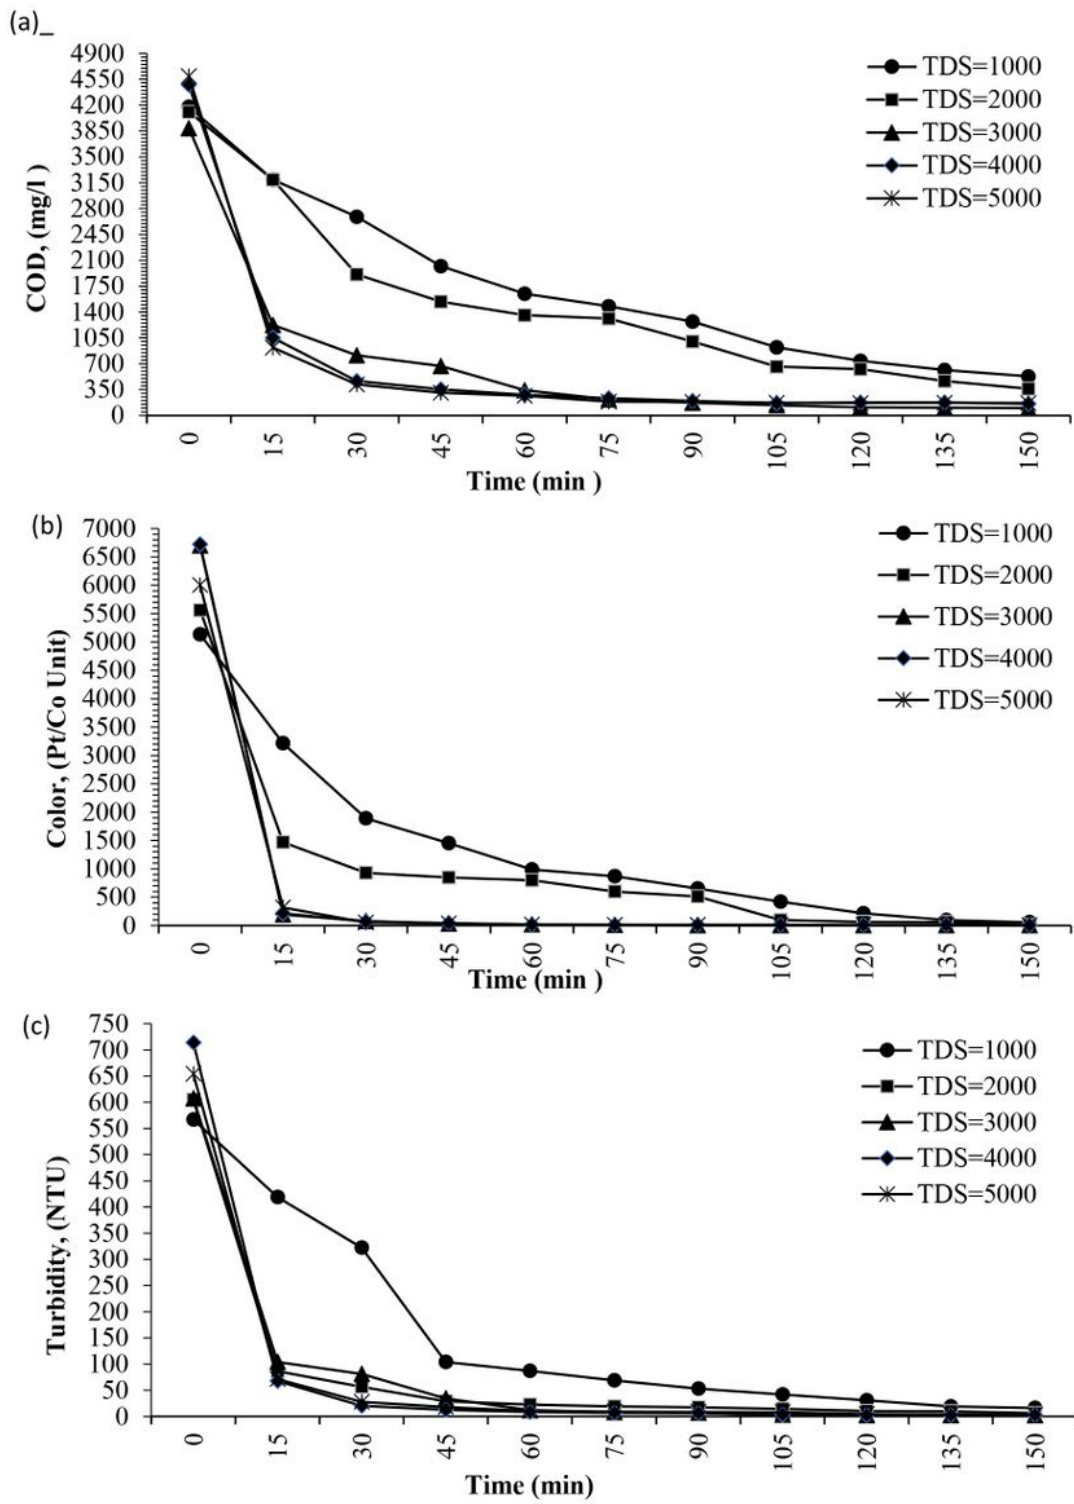 (a)_
4900
4550
4200
3850
3500
3150
2800
2450
2100
1750
1400
1050
700
350
0
COD, (mg/l )
TDS=1000
TDS=2000
TDS=3000
TDS=4000
TDS=5000
0 15 30 45 60 75 90 105 120 135 150
Time (min )
(b)
7000
6500
6000
5500
5000
4500
4000
3500
3000
2500
2000
1500
1000
500
0
Color, (Pt/Co Unit)
TDS=1000
TDS=2000
TDS=3000
TDS=4000
TDS=5000
0 15 30 45 60 75 90 105 120 135 150
Time (min )
(c)
750
700
650
600
550
500
450
400
350
300
250
200
150
100
50
0
Turbidity, (NTU)
TDS=1000
TDS=2000
TDS=3000
TDS=4000
TDS=5000
0 15 30 45 60 75 90 105 120 135 150
Time (min)